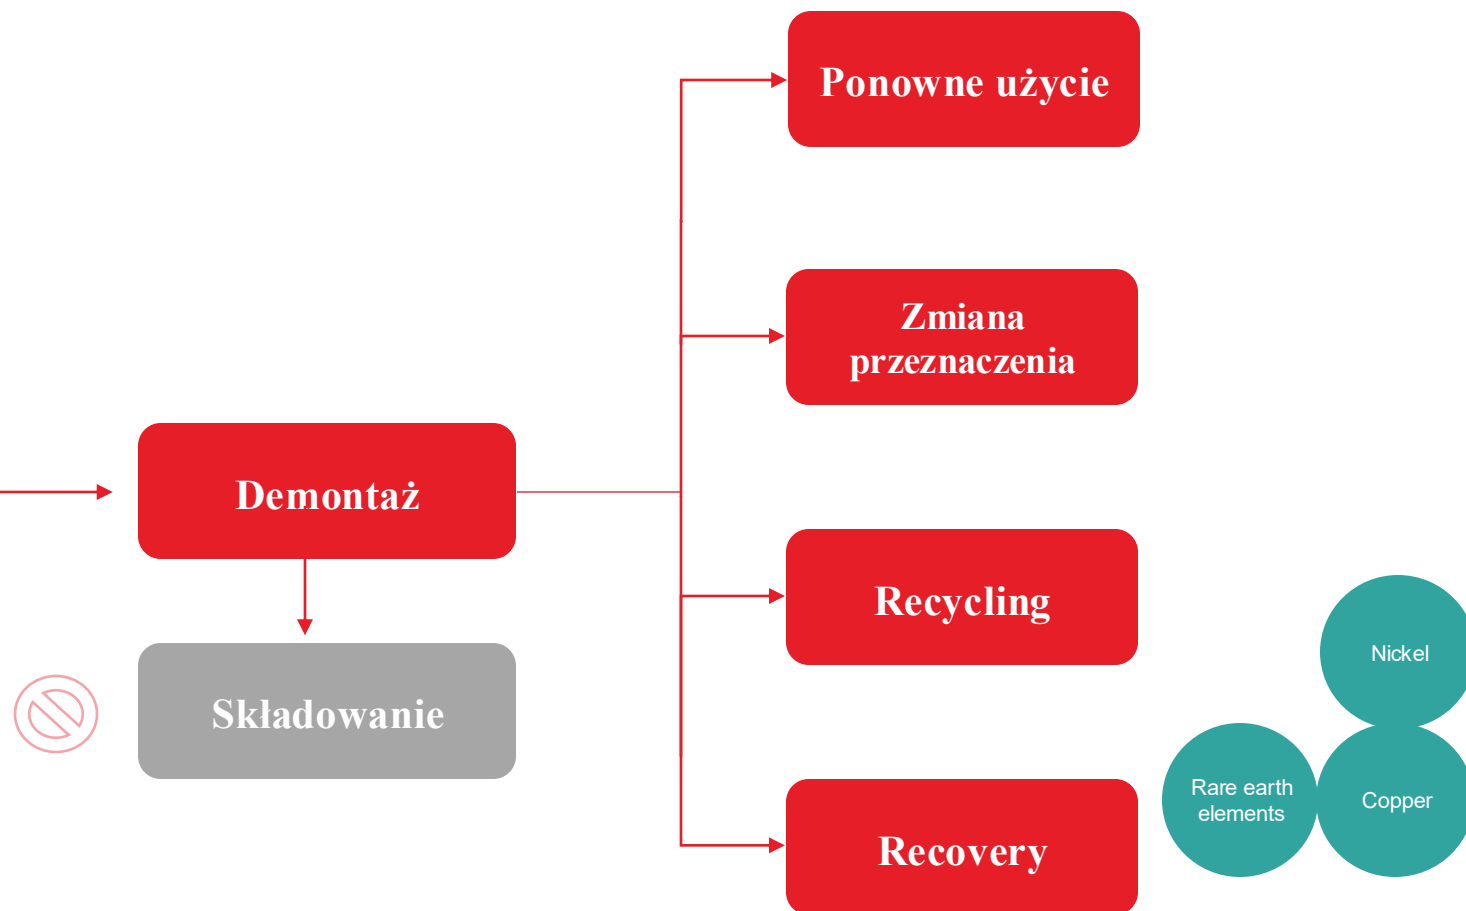 Ponowne użycie
Zmiana
przeznaczenia
Demontaż
Recycling
Nickel
Składowanie
Rare earth
elements
Copper
Recovery